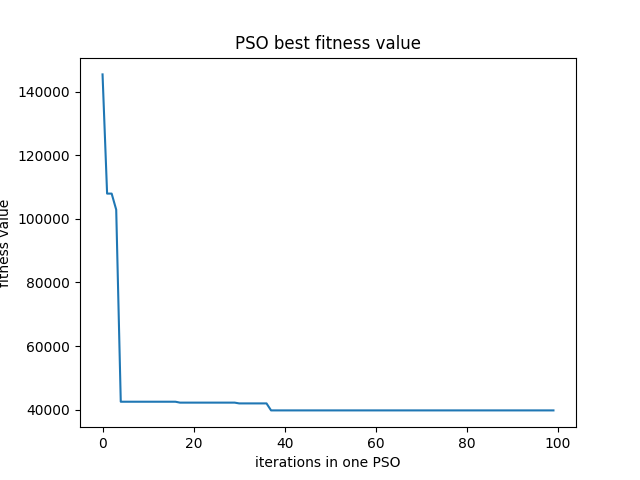 PSO best fitness value
140000
120000
100000
80000
60000
40000
fitness value
0 20 40 60 80 100
iterations in one PSO